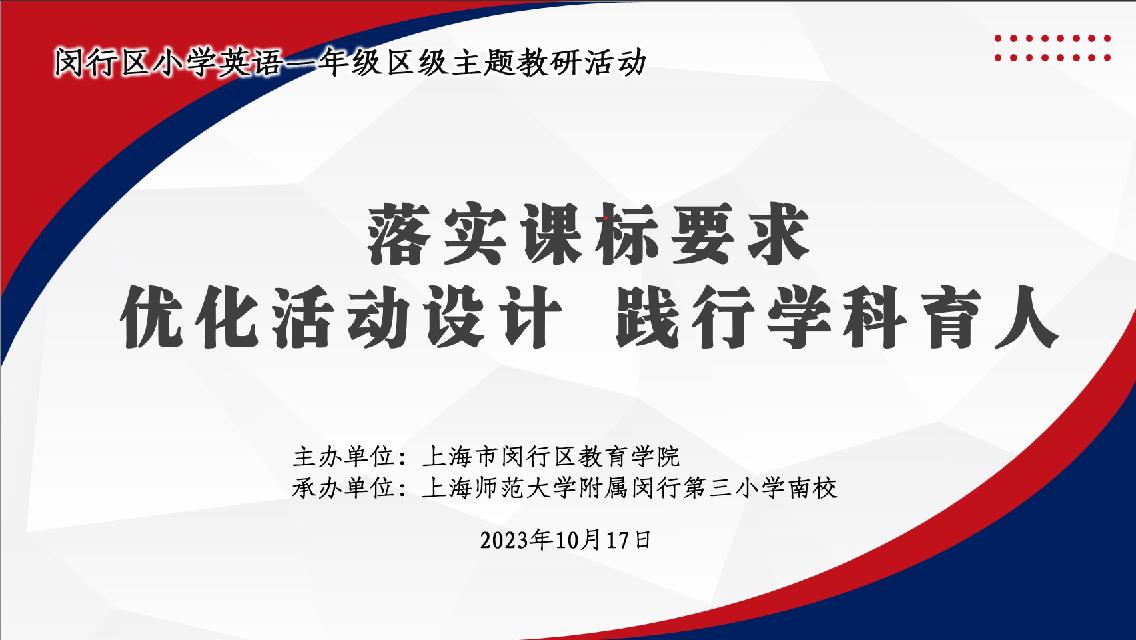 闵行区小学英语一年级区级主题教研活动
落实课标要求
优化活动设计 践行学科育人
主办单位：上海市闵行区教育学院
承办单位：上海师范大学附属闵行第三小学南校
2023年10月17日